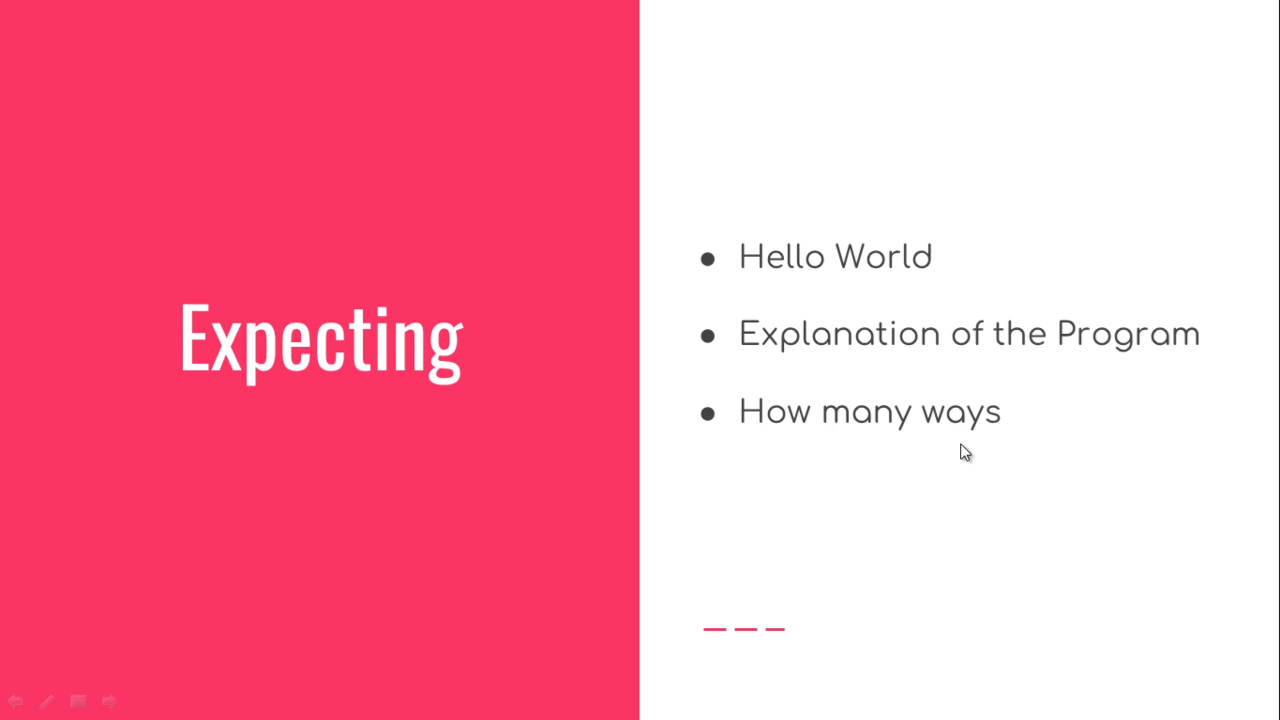 Expecting
Hello World
Explanation of the Program
How many ways